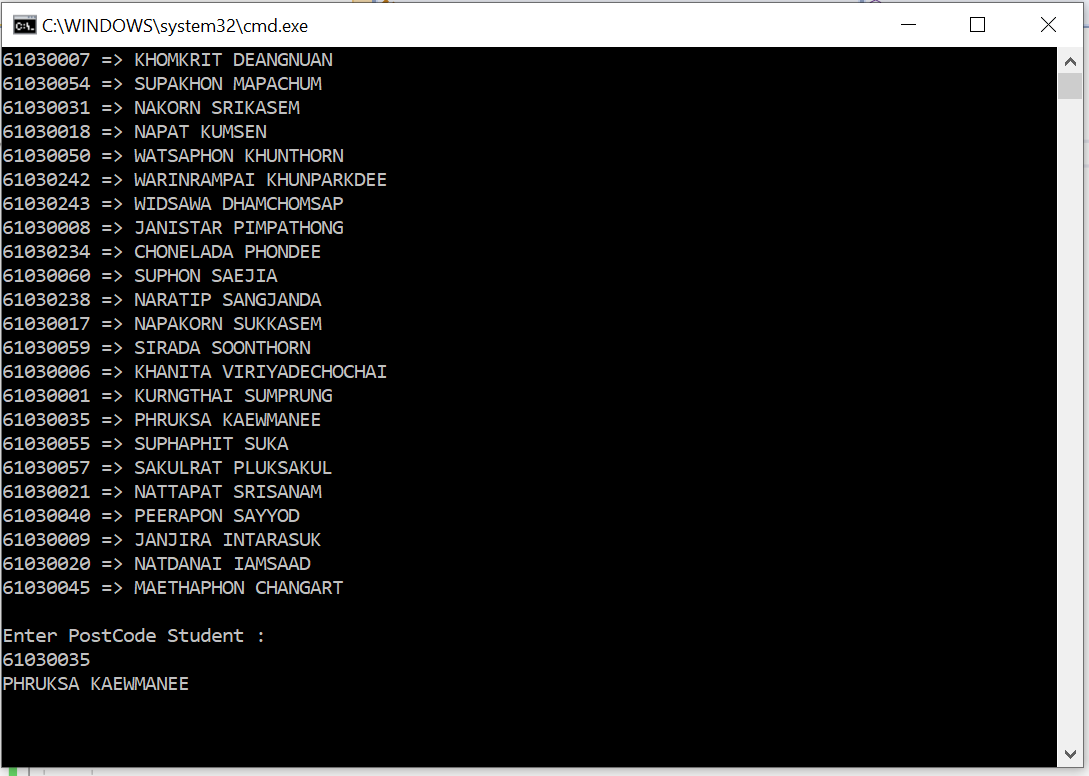 C:\WINDOWS\system32\cmd.exe
61030007 => KHOMKRIT DEANGNUAN
61030054 => SUPAKHON MAPACHUM
61030031 => NAKORN SRIKASEM
61030018 => NAPAT KUMSEN
61030050 => WATSAPHON KHUNTHORN
61030242 => WARINRAMPAI KHUNPARKDEE
61030243 => WIDSAWA DHAMCHOMSAP
61030008 => JANISTAR PIMPATHONG
61030234 => CHONELADA PHONDEE
61030060 => SUPHON SAEJIA
61030238 => NARATIP SANGJANDA
61030017 => NAPAKORN SUKKASEM
61030059 => SIRADA SOONTHORN
61030006 => KHANITA VIRIYADECHOCHAI
61030001 => KURNGTHAI SUMPRUNG
61030035 => PHRUKSA KAEWMANEE
61030055 => SUPHAPHIT SUKA
61030057 => SAKULRAT PLUKSAKUL
61030021 => NATTAPAT SRISANAM
61030040 => PEERAPON SAYYOD
61030009 => JANJIRA INTARASUK
61030020 => NATDANAI IAMSAAD
61030045 => MAETHAPHON CHANGART
Enter PostCode Student :
61030035
PHRUKSA KAEWMANEE